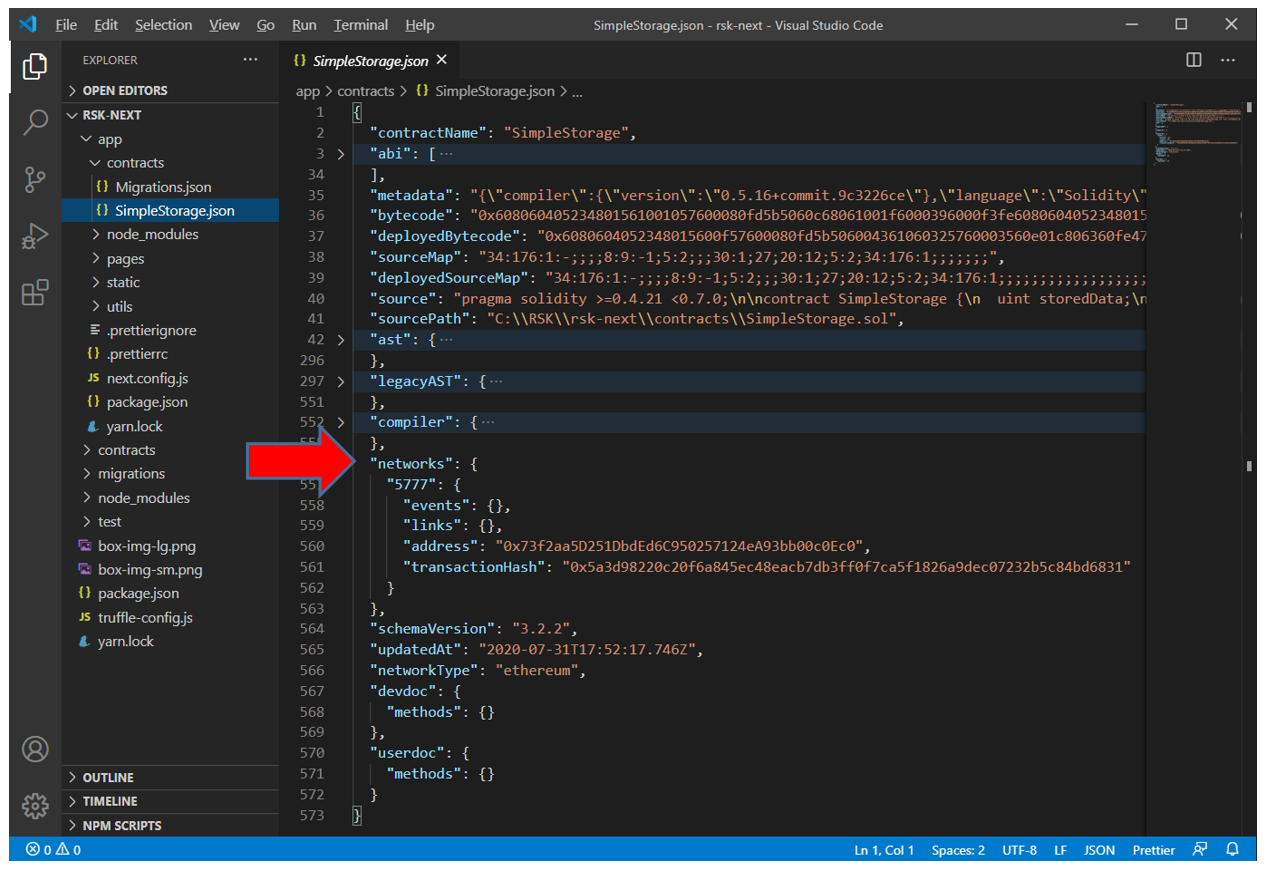 File Edit Selection View Go Run Terminal Help SimpleStorage.json - rsk-next - Visual Studio Code
EXPLORER ···
OPEN EDITORS
RSK-NEXT
app
contracts
{} Migrations.json
{} SimpleStorage.json
node_modules
pages
static
utils
.prettierignore
{} .prettierrc
JS next.config.js
{} package.json
yarn.lock
contracts
migrations
node_modules
test
box-img-lg.png
box-img-sm.png
{} package.json
JS truffle-config.js
yarn.lock
OUTLINE
TIMELINE
NPM SCRIPTS
{} SimpleStorage.json ···
app > contracts > {} SimpleStorage.json > ...
1 {
2 "contractName": "SimpleStorage",
3 "abi": [ ···
34 ],
35 "metadata": "{\"compiler\":{\"version\":\"0.5.16+commit.9c3226ce\"},\"language\":\"Solidity\"
36 "bytecode": "0x608060405234801561001057600080fd5b5060c68061001f6000396000f3fe6080604052348015
37 "deployedBytecode": "0x6080604052348015600f57600080fd5b506004361060325760003560e01c806360fe47
38 "sourceMap": "34:176:1:-;;;;8:9:-1;5:2;;;30:1;27;20:12;5:2;34:176:1;;;;;;;",
39 "deployedSourceMap": "34:176:1:-;;;;8:9:-1;5:2;;;30:1;27;20:12;5:2;34:176:1;;;;;;;;;;;;;;;;;;
40 "source": "pragma solidity >=0.4.21 <0.7.0;\n\ncontract SimpleStorage {\n  uint storedData;\n
41 "sourcePath": "C:\\RSK\\rsk-next\\contracts\\SimpleStorage.sol",
42 "ast": { ···
296 },
297 "legacyAST": { ···
551 },
552 "compiler": { ···
},
"networks": {
"5777": {
558 "events": {},
559 "links": {},
560 "address": "0x73f2aa5D251DbdEd6C950257124eA93bb00c0Ec0",
561 "transactionHash": "0x5a3d98220c20f6a845ec48eacb7db3ff0f7ca5f1826a9dec07232b5c84bd6831"
562 }
563 },
564 "schemaVersion": "3.2.2",
565 "updatedAt": "2020-07-31T17:52:17.746Z",
566 "networkType": "ethereum",
567 "devdoc": {
568 "methods": {}
569 },
570 "userdoc": {
571 "methods": {}
572 }
573 }
0 0 Ln 1, Col 1 Spaces: 2 UTF-8 LF JSON Prettier